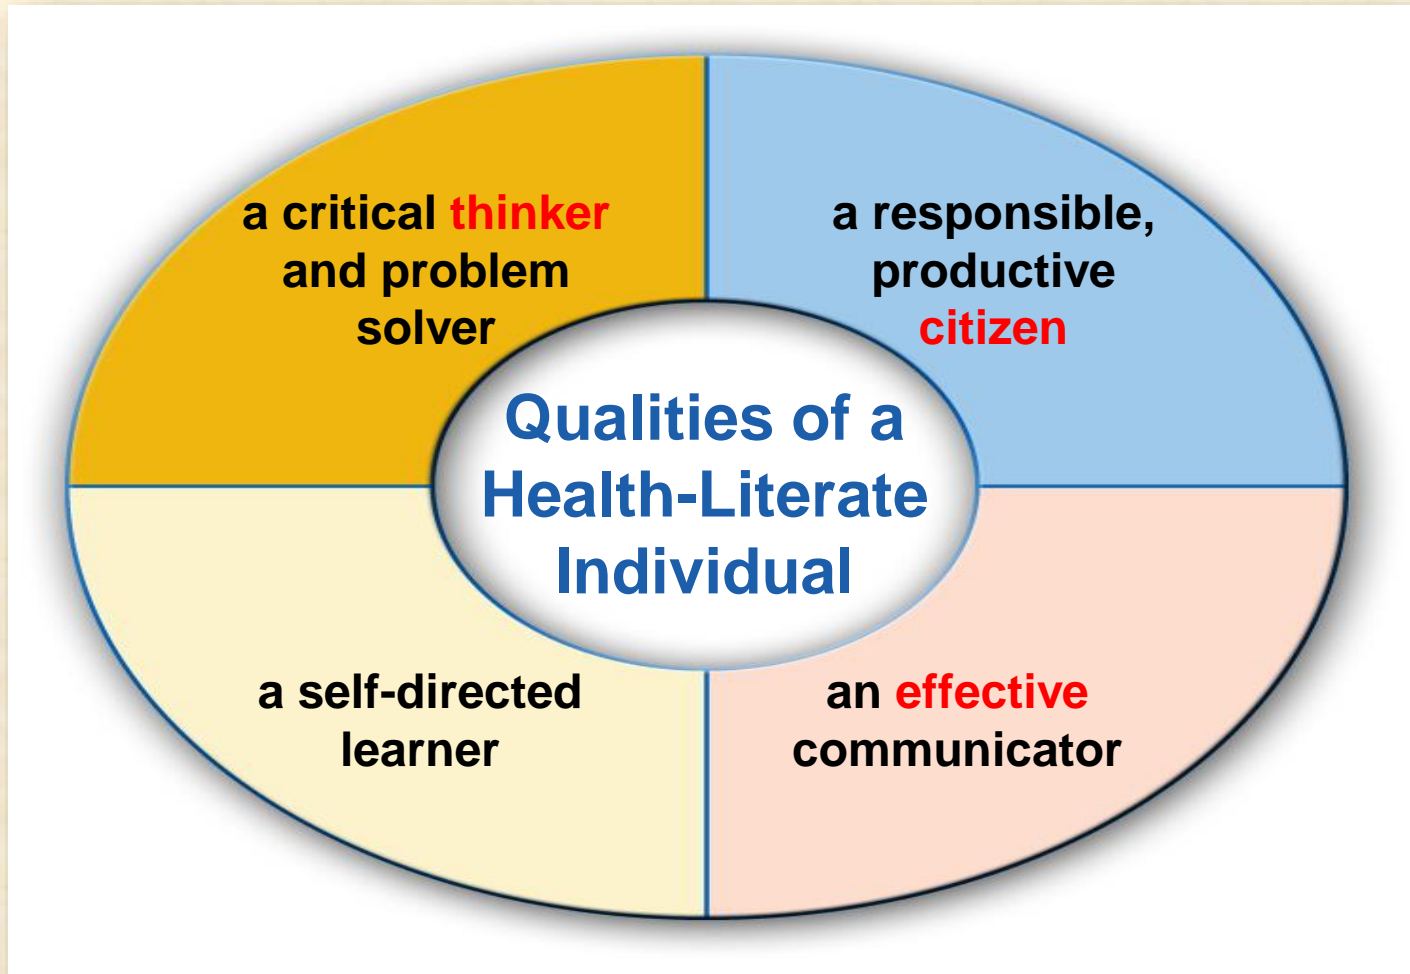 a critical thinker
and problem
solver
a responsible,
productive
citizen
Qualities of a
Health-Literate
Individual
a self-directed
learner
an effective
communicator